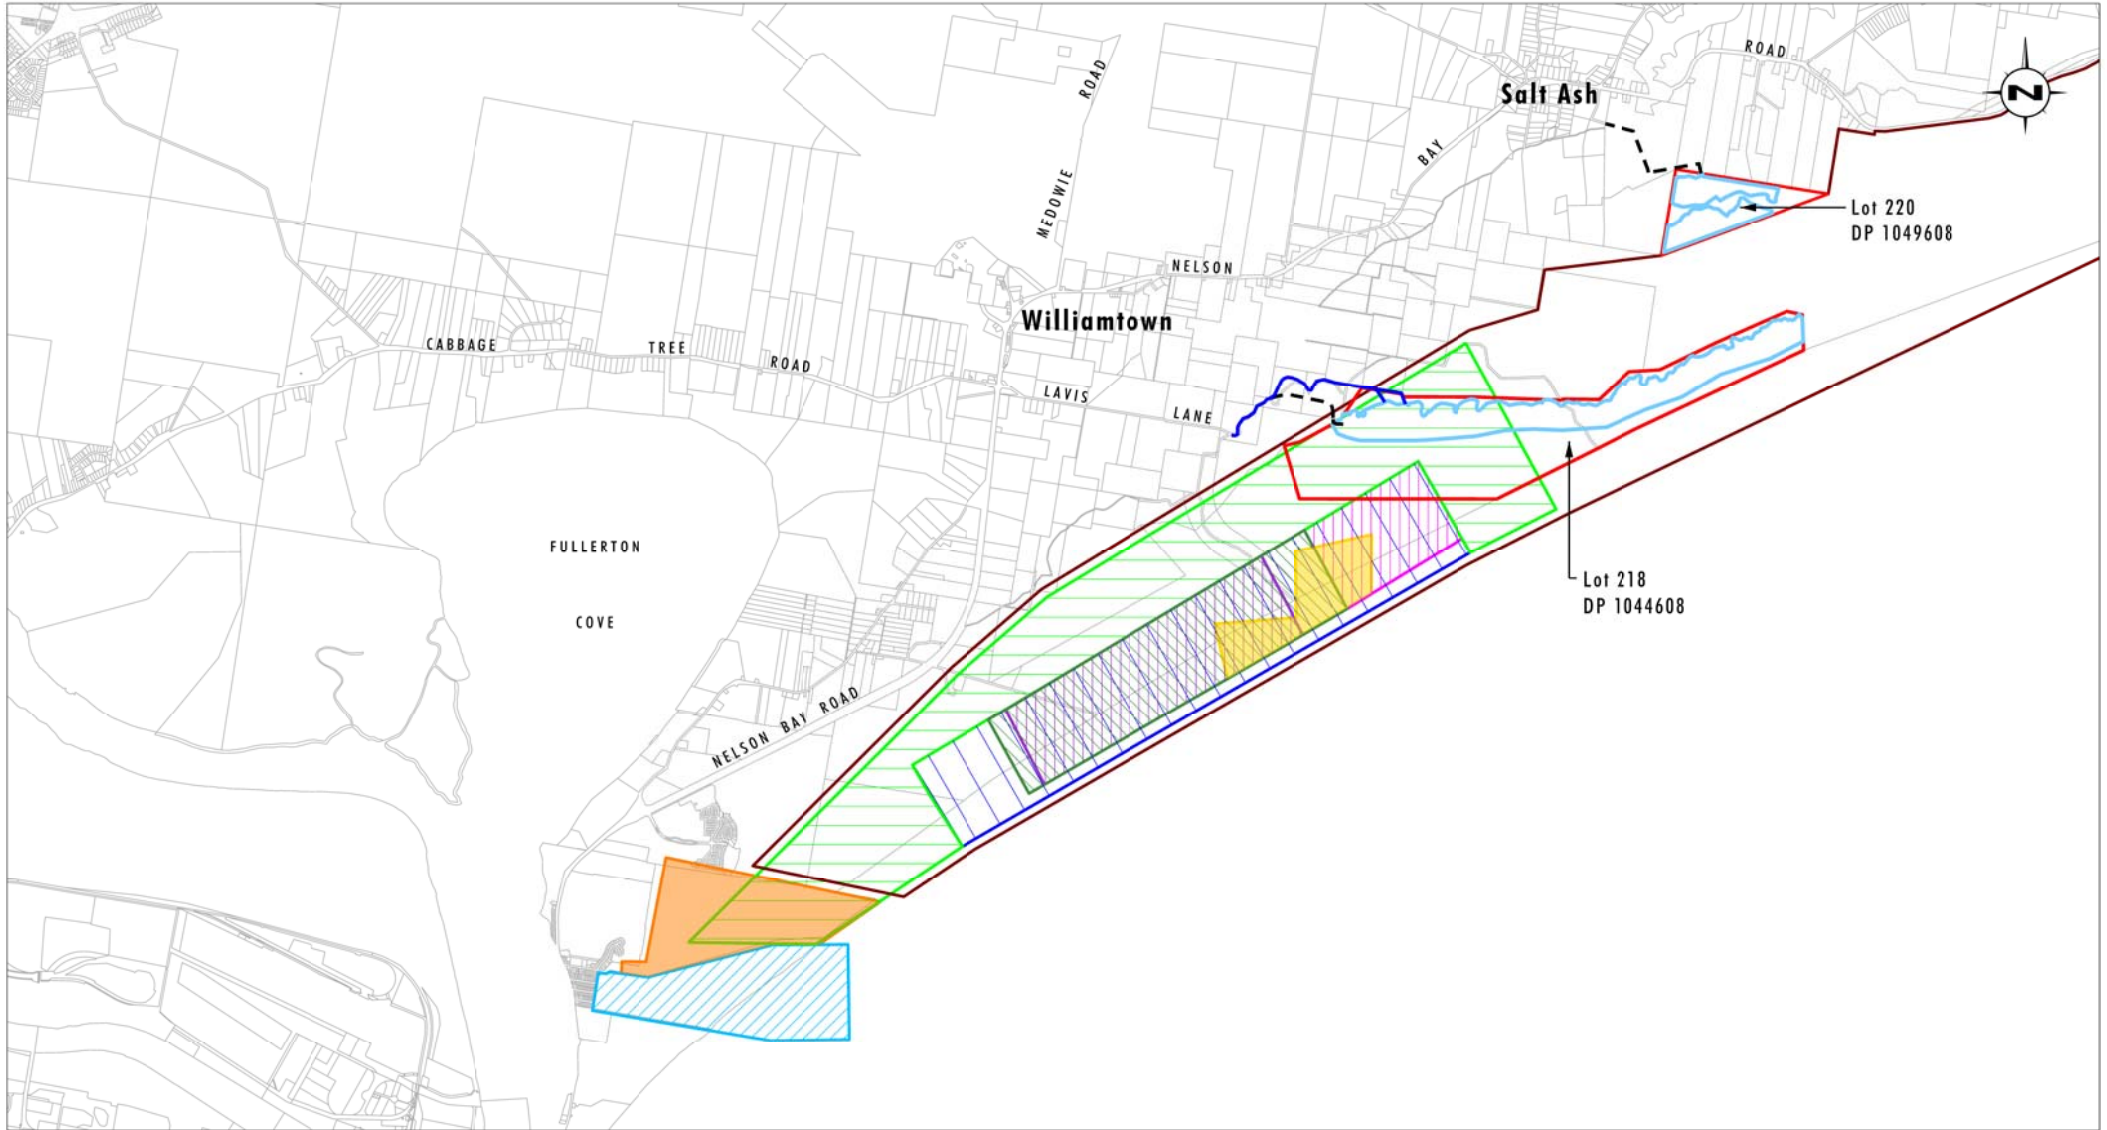 ROAD
Salt Ash
N
ROAD
BAY
MEDOWIE
Lot 220
DP 1049608
NELSON
Williamtown
CABBAGE
TREE
ROAD
LAVIS
LANE
FULLERTON
COVE
Lot 218
DP 1044608
NELSON BAY ROAD